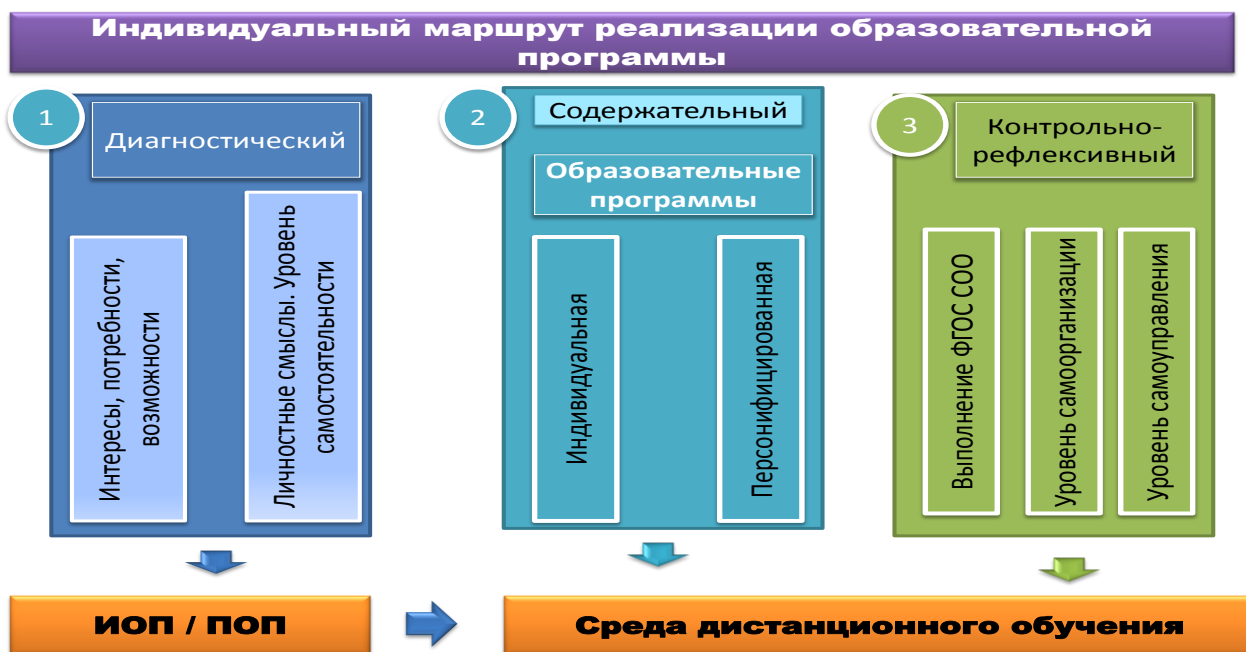 Индивидуальный маршрут реализации образовательной
программы
1
Диагностический
Интересы, потребности,
возможности
Личностные смыслы. Уровень
самостоятельности
2
Содержательный
Образовательные
программы
Индивидуальная
Персонифицированная
3
Контрольно-
рефлексивный
Выполнение ФГОС СОО
Уровень самоорганизации
Уровень самоуправления
ИОП / ПОП
Среда дистанционного обучения